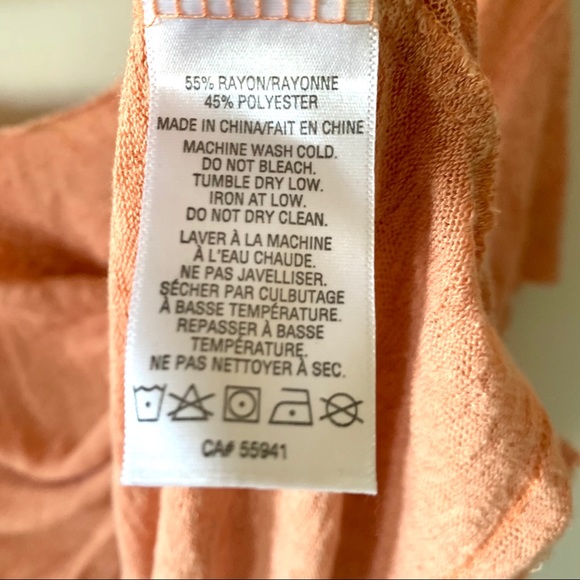 55% RAYON/RAYONNE
45% POLYESTER
MADE IN CHINA/FAIT EN CHINE
MACHINE WASH COLD.
DO NOT BLEACH.
TUMBLE DRY LOW.
IRON AT LOW.
DO NOT DRY CLEAN.
LAVER À LA MACHINE
À L'EAU CHAUDE.
NE PAS JAVELLISER.
SÉCHER PAR CULBUTAGE
À BASSE TEMPÉRATURE.
REPASSER À BASSE
TEMPÉRATURE.
NE PAS NETTOYER À SEC.
CA# 55941